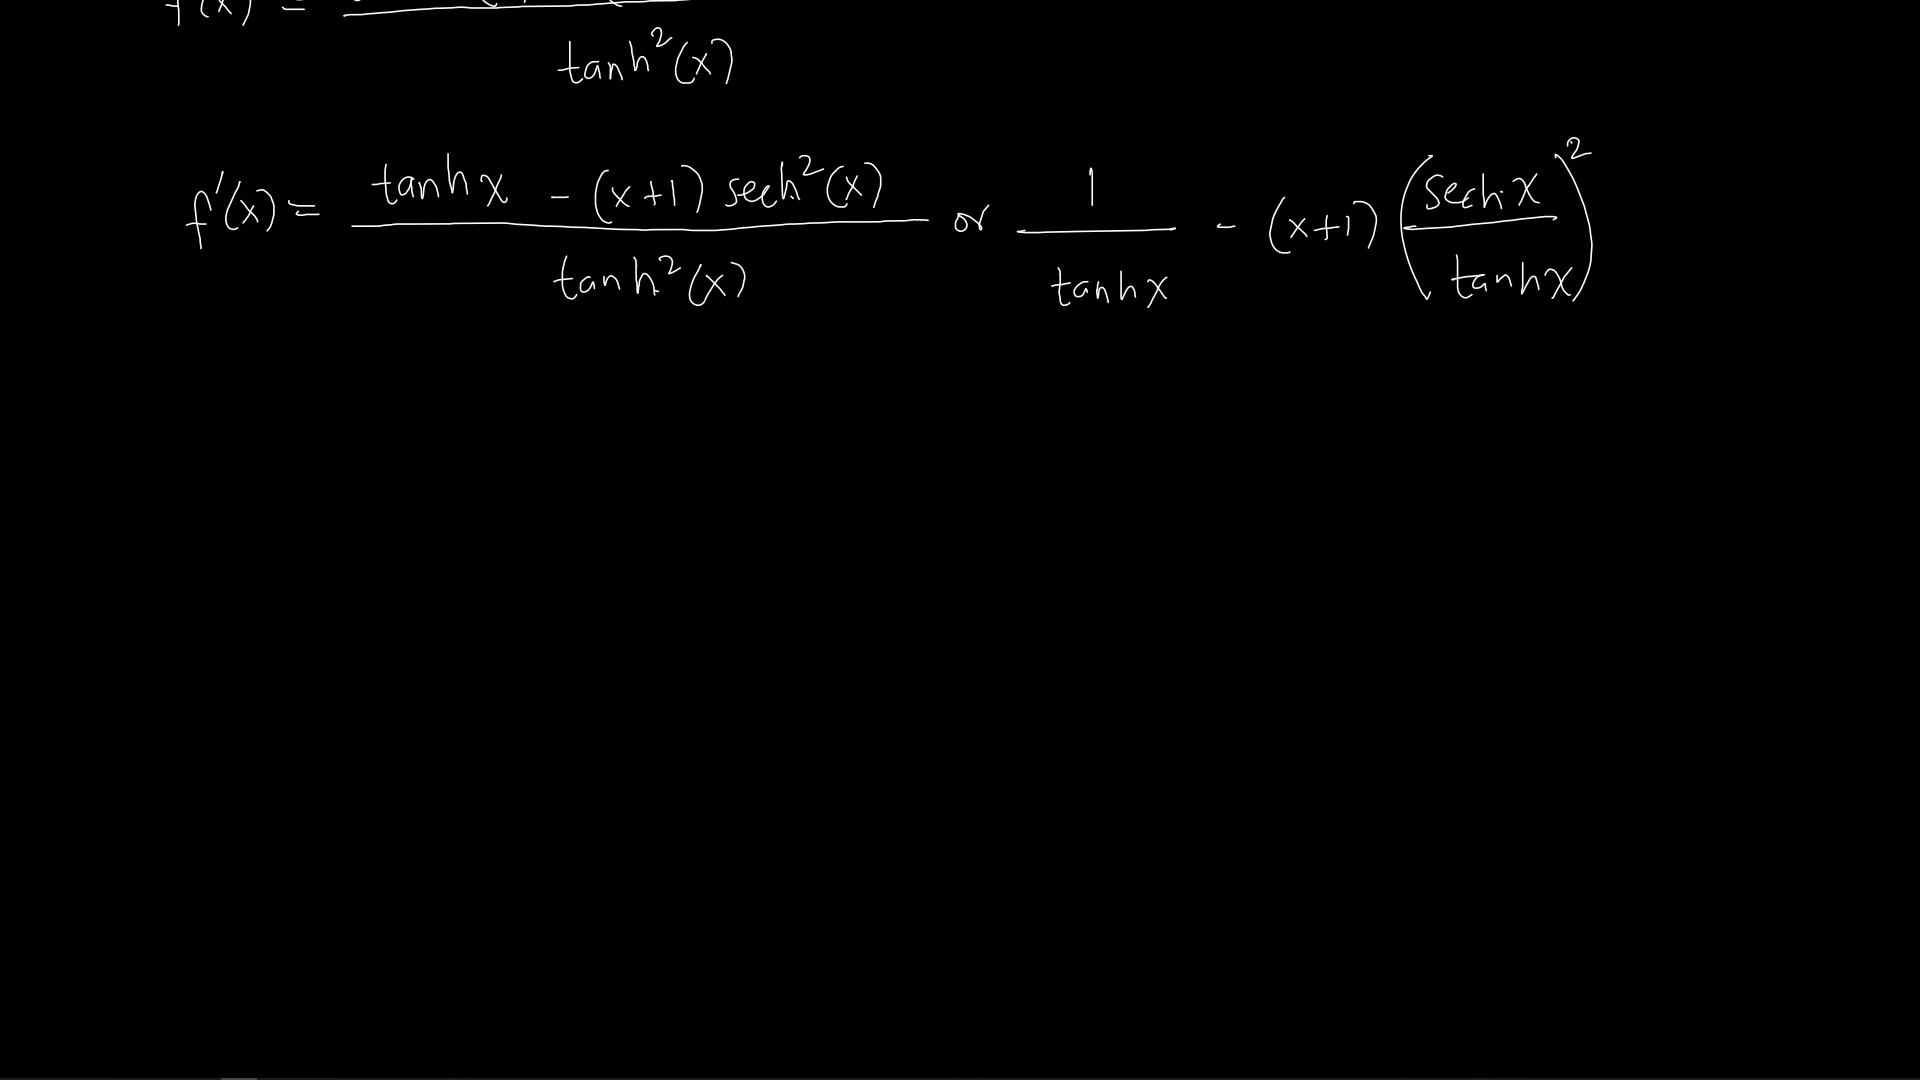 f'(x) =
tanh²(x)
f'(x) = tanh x - (x+1) sech²(x) / tanh²(x) or 1 / tanh x - (x+1) (sech x / tanh x)²